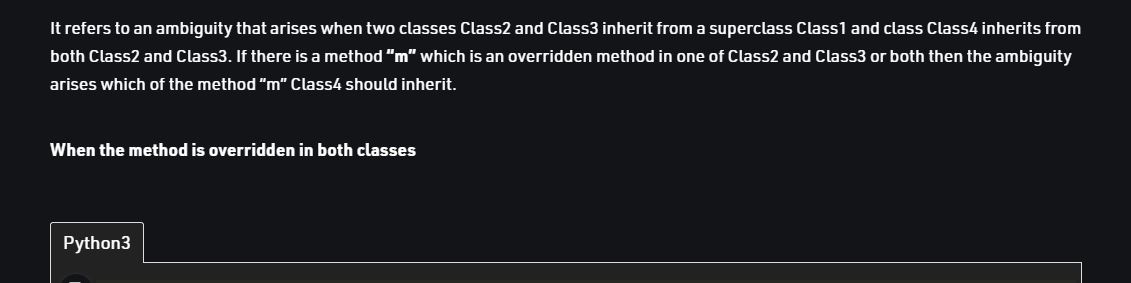 It refers to an ambiguity that arises when two classes Class2 and Class3 inherit from a superclass Class1 and class Class4 inherits from
both Class2 and Class3. If there is a method “m” which is an overridden method in one of Class2 and Class3 or both then the ambiguity
arises which of the method “m” Class4 should inherit.
When the method is overridden in both classes
Python3